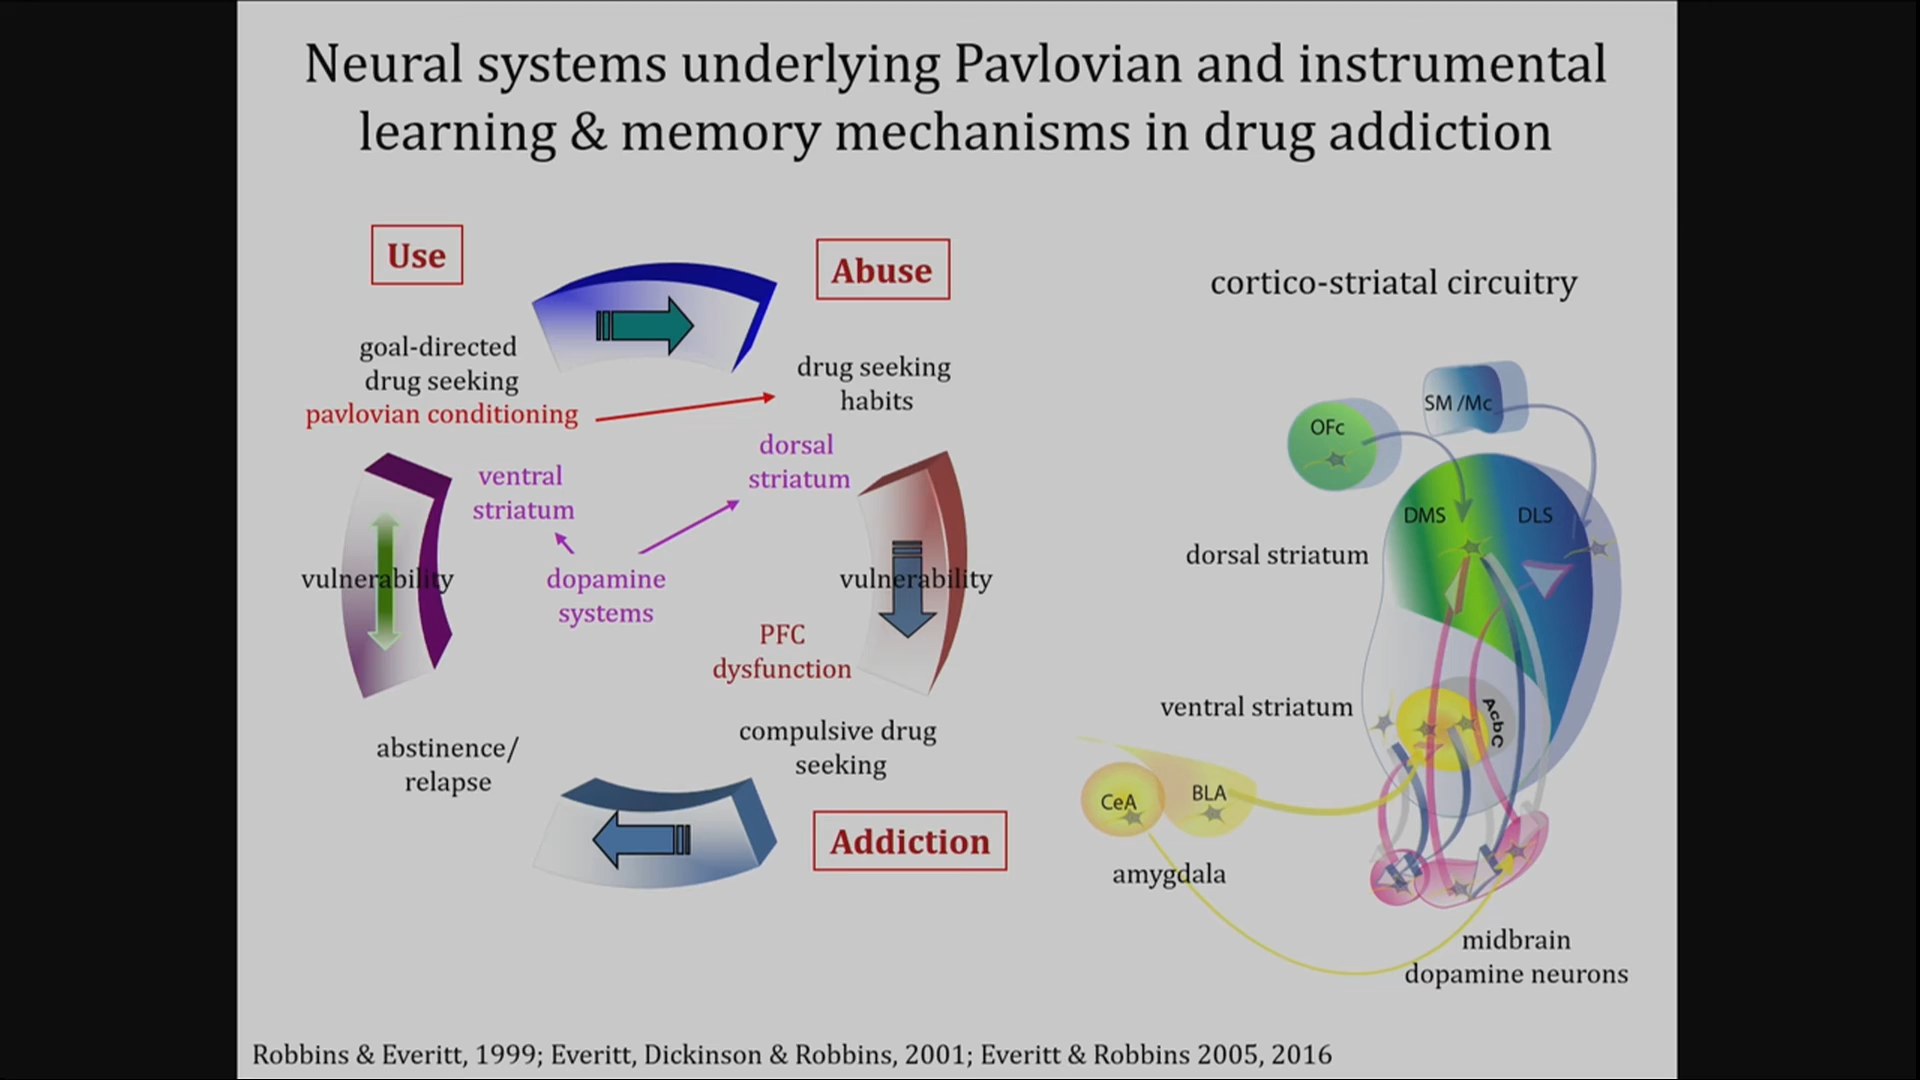 Neural systems underlying Pavlovian and instrumental
learning & memory mechanisms in drug addiction
Use
Abuse
goal-directed
drug seeking
pavlovian conditioning
drug seeking
habits
ventral
striatum
dorsal
striatum
vulnerability
dopamine
systems
vulnerability
PFC
dysfunction
abstinence/
relapse
compulsive drug
seeking
Addiction
cortico-striatal circuitry
OFc
SM /Mc
DMS
DLS
dorsal striatum
ventral striatum
AcbC
CeA
BLA
amygdala
midbrain
dopamine neurons
Robbins & Everitt, 1999; Everitt, Dickinson & Robbins, 2001; Everitt & Robbins 2005, 2016